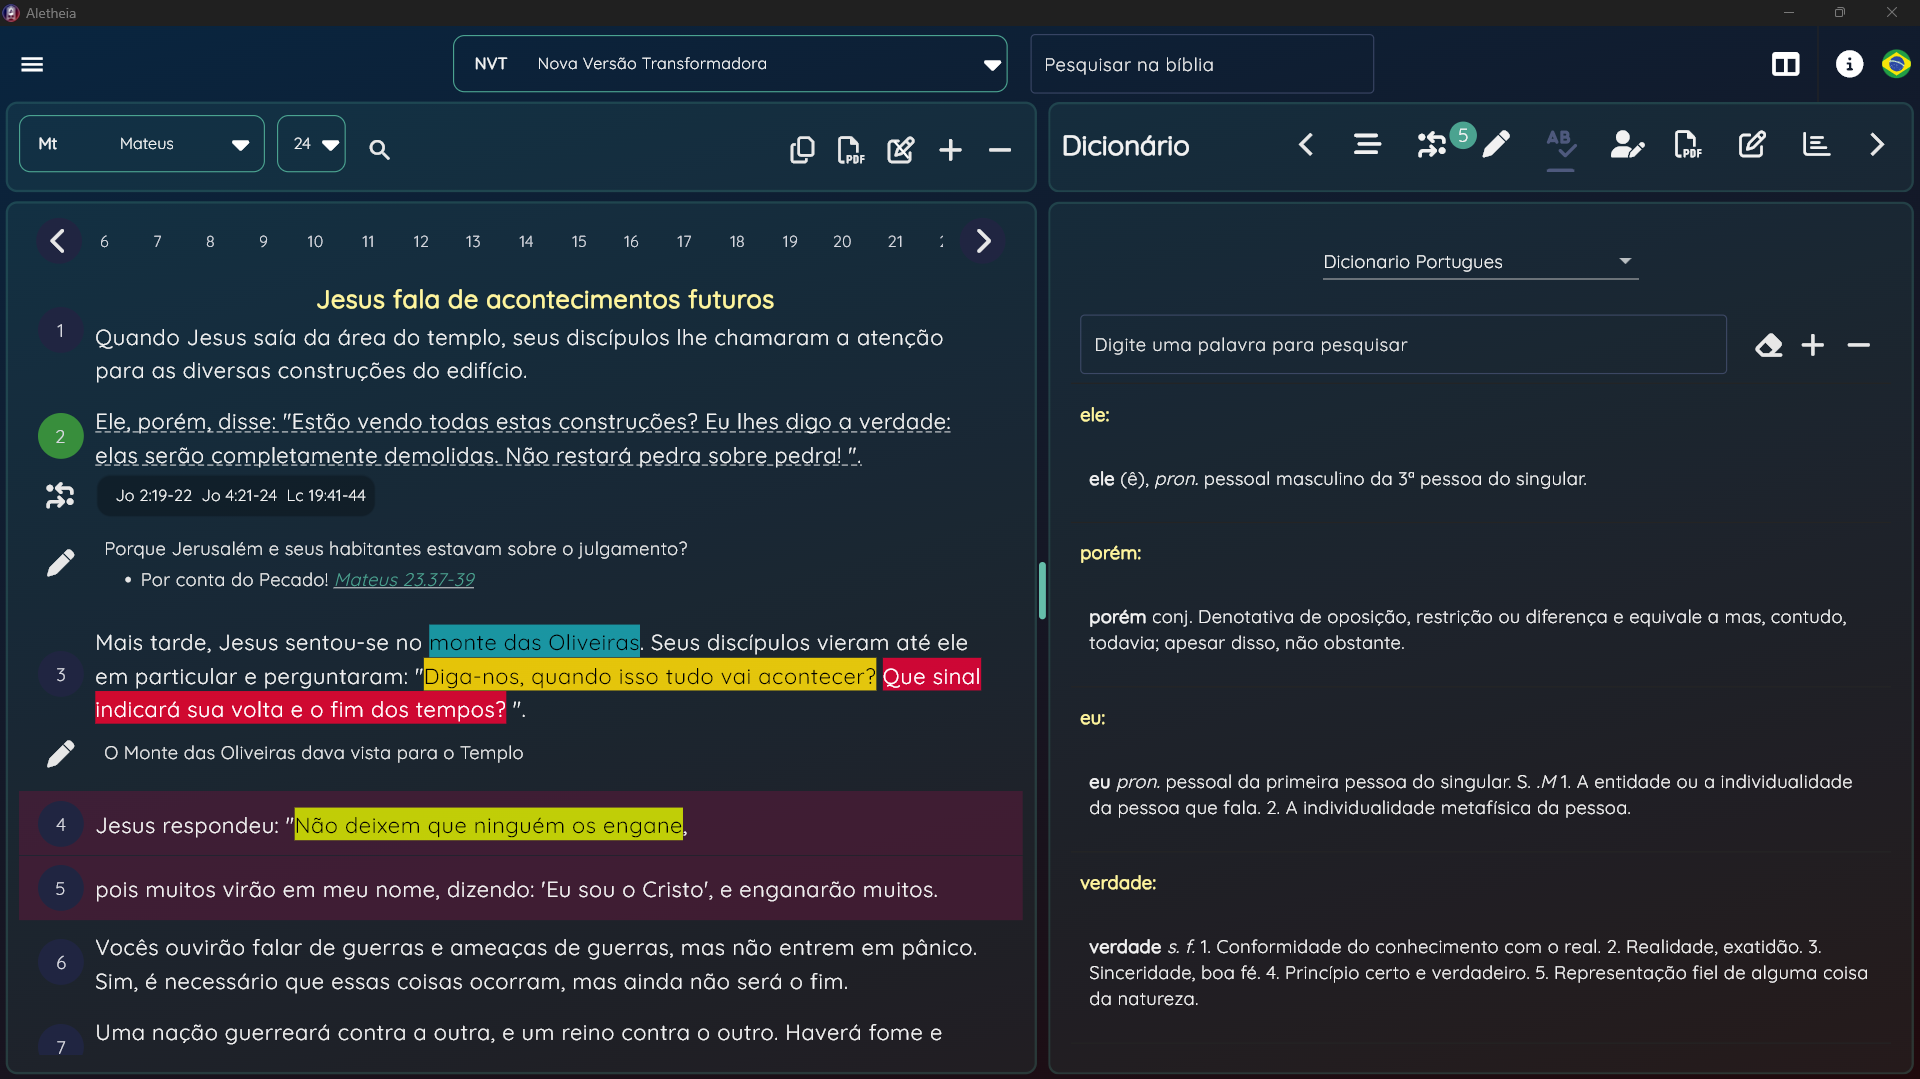 Aletheia
NVT Nova Versão Transformadora
Pesquisar na bíblia
Mt Mateus
24
PDF
Dicionário
5
AB
PDF
6 7 8 9 10 11 12 13 14 15 16 17 18 19 20 21
Jesus fala de acontecimentos futuros
1
Quando Jesus saía da área do templo, seus discípulos lhe chamaram a atenção
para as diversas construções do edifício.
2
Ele, porém, disse: "Estão vendo todas estas construções? Eu lhes digo a verdade:
elas serão completamente demolidas. Não restará pedra sobre pedra! ".
Jo 2:19-22 Jo 4:21-24 Lc 19:41-44
Porque Jerusalém e seus habitantes estavam sobre o julgamento?
• Por conta do Pecado! Mateus 23.37-39
3
Mais tarde, Jesus sentou-se no monte das Oliveiras. Seus discípulos vieram até ele
em particular e perguntaram: "Diga-nos, quando isso tudo vai acontecer? Que sinal
indicará sua volta e o fim dos tempos? ".
O Monte das Oliveiras dava vista para o Templo
4
Jesus respondeu: "Não deixem que ninguém os engane,
5
pois muitos virão em meu nome, dizendo: 'Eu sou o Cristo', e enganarão muitos.
6
Vocês ouvirão falar de guerras e ameaças de guerras, mas não entrem em pânico.
Sim, é necessário que essas coisas ocorram, mas ainda não será o fim.
7
Uma nação guerreará contra a outra, e um reino contra o outro. Haverá fome e
Dicionario Portugues
Digite uma palavra para pesquisar
ele:
ele (ê), pron. pessoal masculino da 3ª pessoa do singular.
porém:
porém conj. Denotativa de oposição, restrição ou diferença e equivale a mas, contudo,
todavia; apesar disso, não obstante.
eu:
eu pron. pessoal da primeira pessoa do singular. S. .M 1. A entidade ou a individualidade
da pessoa que fala. 2. A individualidade metafísica da pessoa.
verdade:
verdade s. f. 1. Conformidade do conhecimento com o real. 2. Realidade, exatidão. 3.
Sinceridade, boa fé. 4. Princípio certo e verdadeiro. 5. Representação fiel de alguma coisa
da natureza.